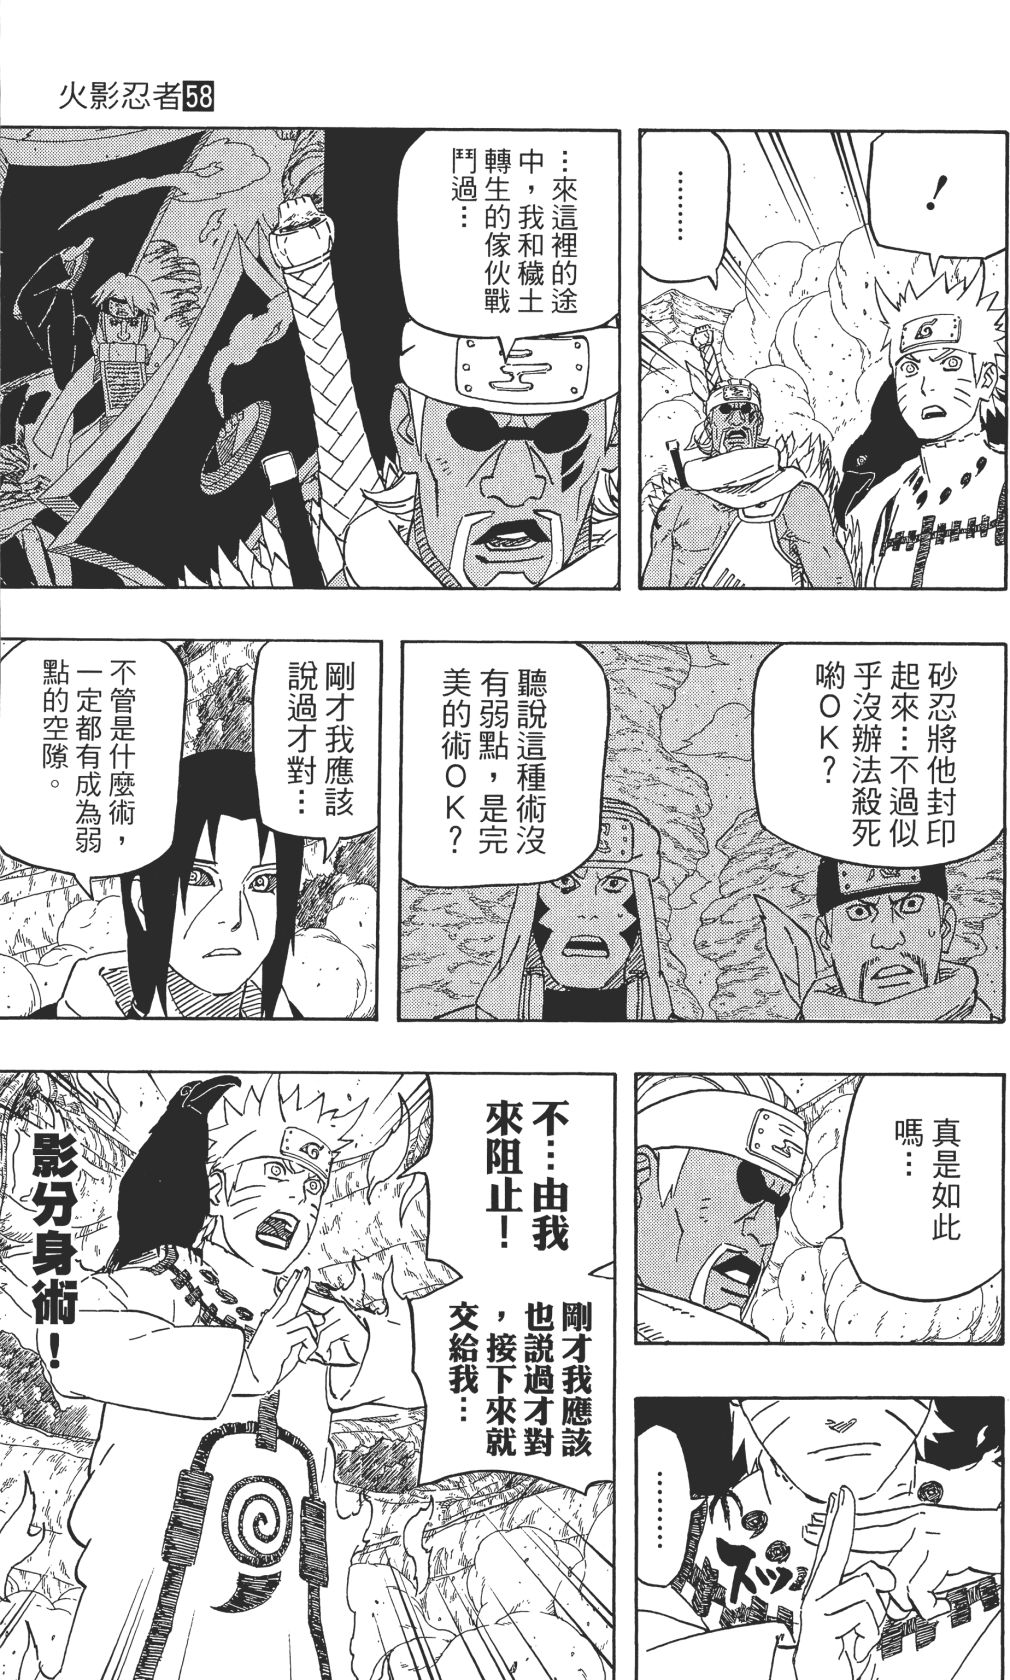 火影忍者58
！
………
…來這裡的途
中，我和穢土
轉生的傢伙戰
鬥過…
砂忍將他封印
起來…不過似
乎沒辦法殺死
喲OK？
聽說這種術沒
有弱點，是完
美的術OK？
剛才我應該
說過才對…
不管是什麼術，
一定都有成為弱
點的空隙。
真是如此
嗎…
………
ズッ
不…由我
來阻止！
剛才我應該
也說過才對
，接下來就
交給我…
影分身術！